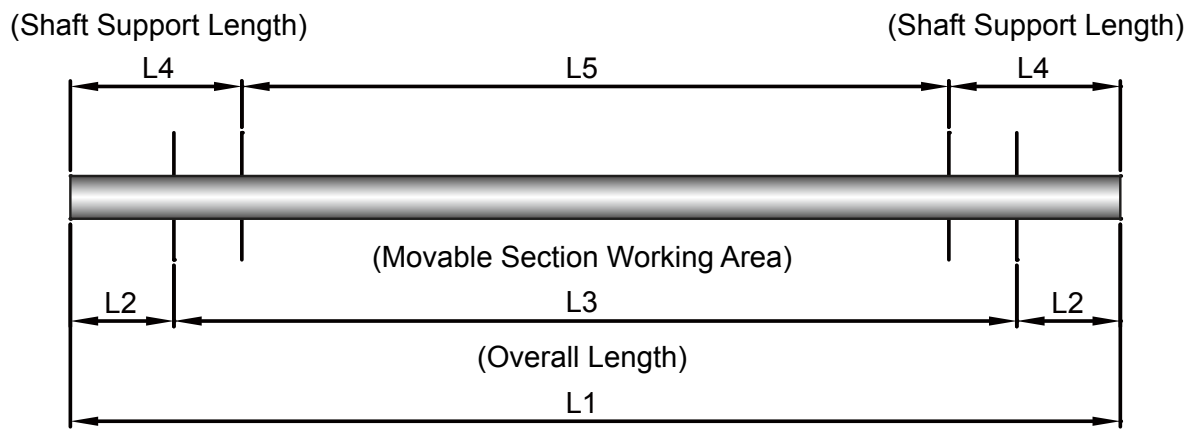 (Shaft Support Length) (Shaft Support Length)
L4 L5 L4
(Movable Section Working Area)
L2 L3 L2
(Overall Length)
L1